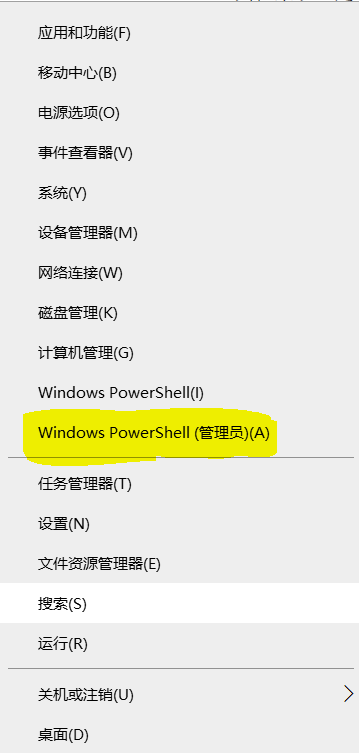 应用和功能(F)
移动中心(B)
电源选项(O)
事件查看器(V)
系统(Y)
设备管理器(M)
网络连接(W)
磁盘管理(K)
计算机管理(G)
Windows PowerShell(I)
Windows PowerShell (管理员)(A)
任务管理器(T)
设置(N)
文件资源管理器(E)
搜索(S)
运行(R)
关机或注销(U)
桌面(D)